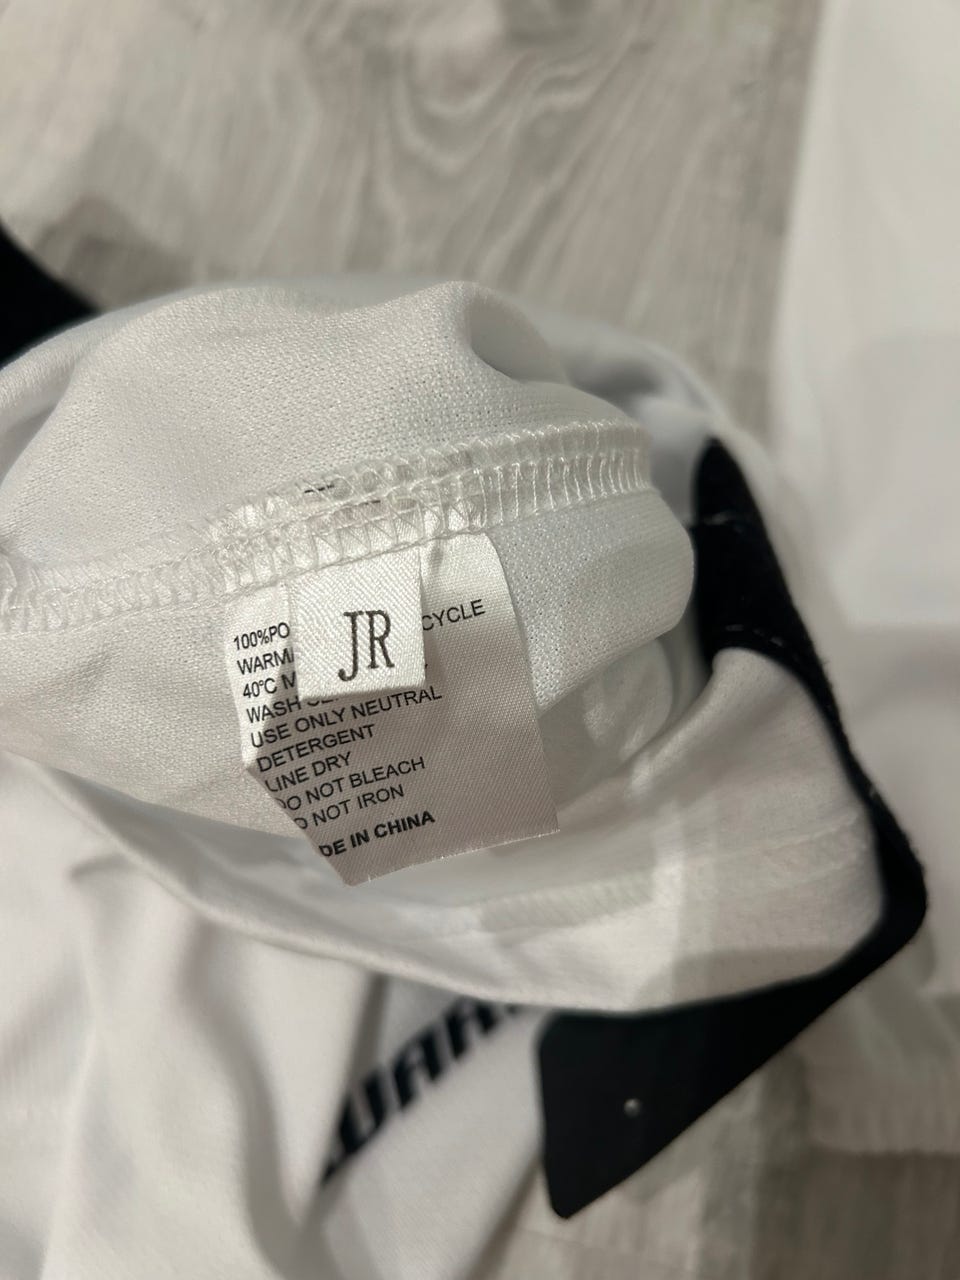 JR
100%PO
CYCLE
WARM
40°C M
WASH
USE ONLY NEUTRAL
DETERGENT
LINE DRY
DO NOT BLEACH
O NOT IRON
DE IN CHINA
UAR